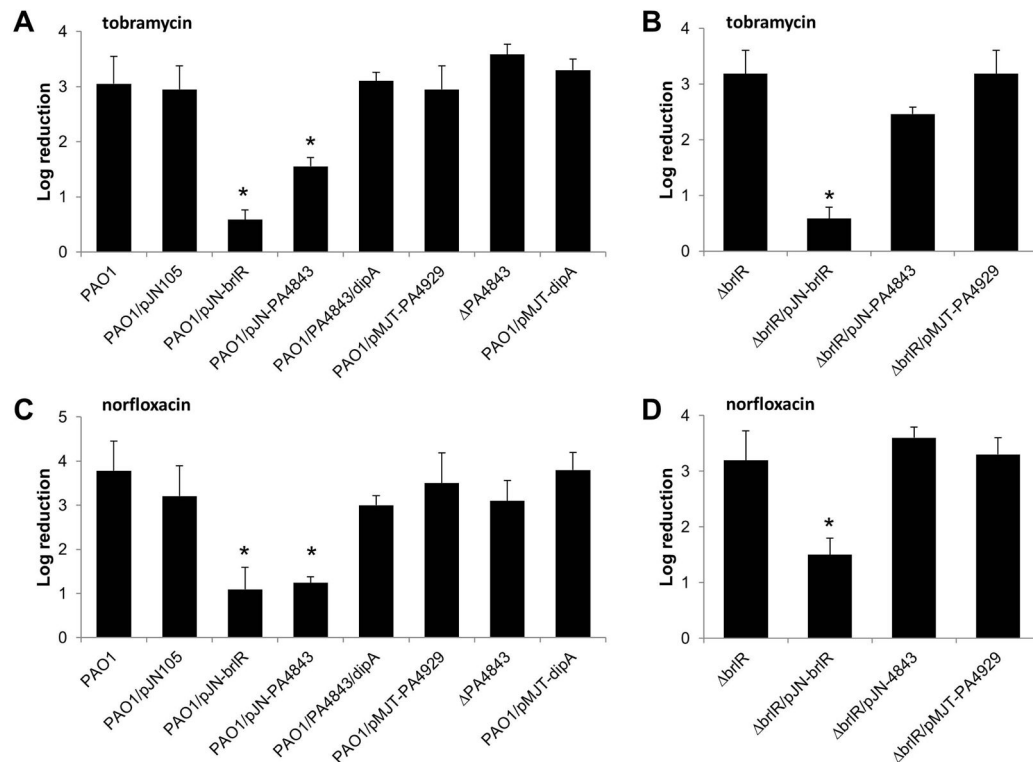 A
tobramycin
Log reduction
4
3
2
1
0
*
*
PAO1
PAO1/pJN105
PAO1/pJN-brlR
PAO1/pJN-PA4843
PAO1/PA4843/dipA
PAO1/pMJT-PA4929
ΔPA4843
PAO1/pMJT-dipA
B
tobramycin
Log reduction
4
3
2
1
0
*
ΔbrlR
ΔbrlR/pJN-brlR
ΔbrlR/pJN-PA4843
ΔbrlR/pMJT-PA4929
C
norfloxacin
Log reduction
5
4
3
2
1
0
*
*
PAO1
PAO1/pJN105
PAO1/pJN-brlR
PAO1/pJN-PA4843
PAO1/PA4843/dipA
PAO1/pMJT-PA4929
ΔPA4843
PAO1/pMJT-dipA
D
norfloxacin
Log reduction
4
3
2
1
0
*
ΔbrlR
ΔbrlR/pJN-brlR
ΔbrlR/pJN-4843
ΔbrlR/pMJT-PA4929